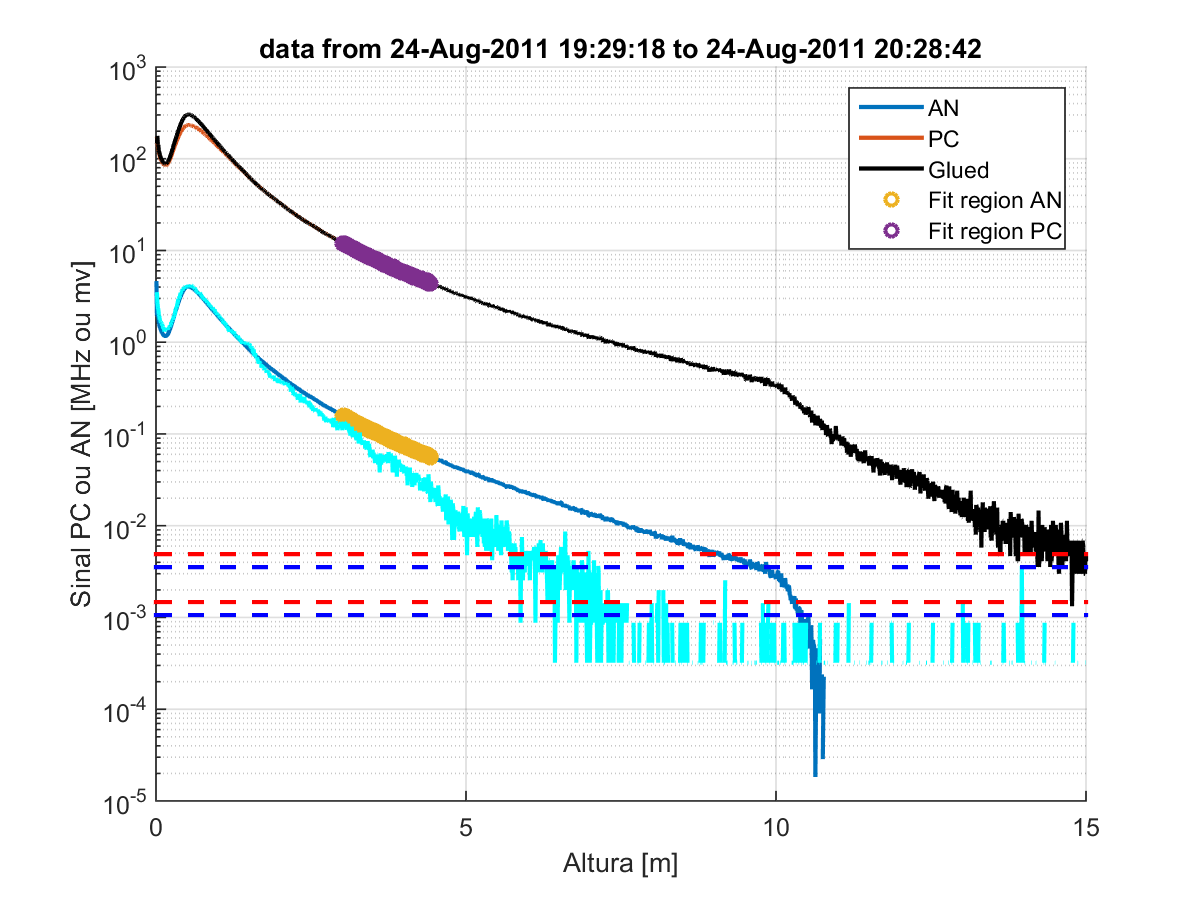 data from 24-Aug-2011 19:29:18 to 24-Aug-2011 20:28:42
Sinal PC ou AN [MHz ou mv]
10^3
10^2
10^1
10^0
10^-1
10^-2
10^-3
10^-4
10^-5
AN
PC
Glued
Fit region AN
Fit region PC
0 5 10 15
Altura [m]